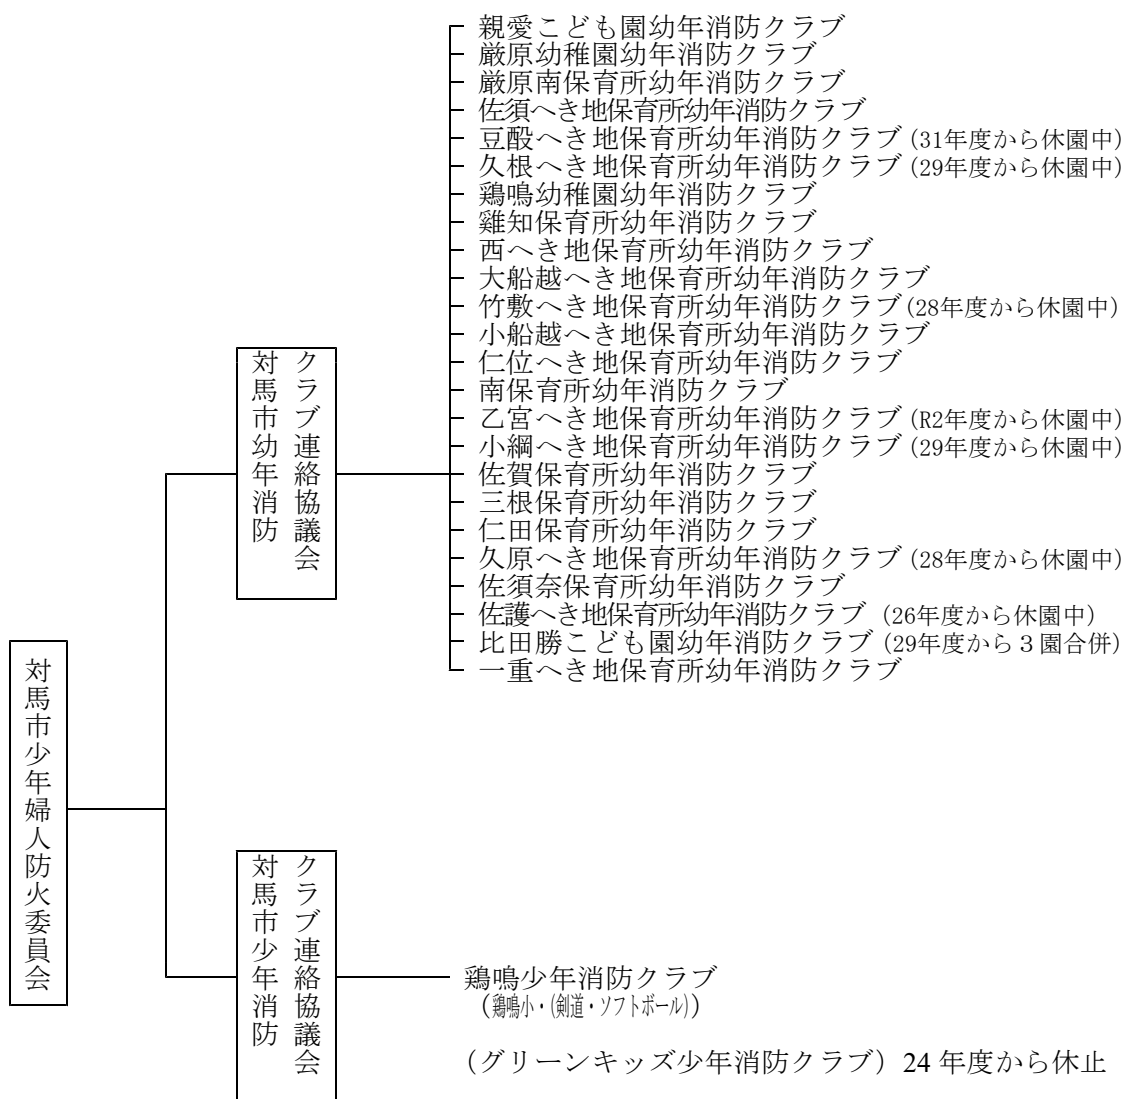 親愛こども園幼年消防クラブ
厳原幼稚園幼年消防クラブ
厳原南保育所幼年消防クラブ
佐須へき地保育所幼年消防クラブ
豆酘へき地保育所幼年消防クラブ(31年度から休園中)
久根へき地保育所幼年消防クラブ(29年度から休園中)
鶏鳴幼稚園幼年消防クラブ
雞知保育所幼年消防クラブ
西へき地保育所幼年消防クラブ
大船越へき地保育所幼年消防クラブ
竹敷へき地保育所幼年消防クラブ(28年度から休園中)
小船越へき地保育所幼年消防クラブ
仁位へき地保育所幼年消防クラブ
南保育所幼年消防クラブ
乙宮へき地保育所幼年消防クラブ(R2年度から休園中)
小綱へき地保育所幼年消防クラブ(29年度から休園中)
佐賀保育所幼年消防クラブ
三根保育所幼年消防クラブ
仁田保育所幼年消防クラブ
久原へき地保育所幼年消防クラブ(28年度から休園中)
佐須奈保育所幼年消防クラブ
佐護へき地保育所幼年消防クラブ (26年度から休園中)
比田勝こども園幼年消防クラブ(29年度から3園合併)
一重へき地保育所幼年消防クラブ
対馬市幼年消防
クラブ連絡協議会
対馬市少年婦人防火委員会
対馬市少年消防
クラブ連絡協議会
鶏鳴少年消防クラブ
(鶏鳴小・(剣道・ソフトボール))
(グリーンキッズ少年消防クラブ) 24年度から休止